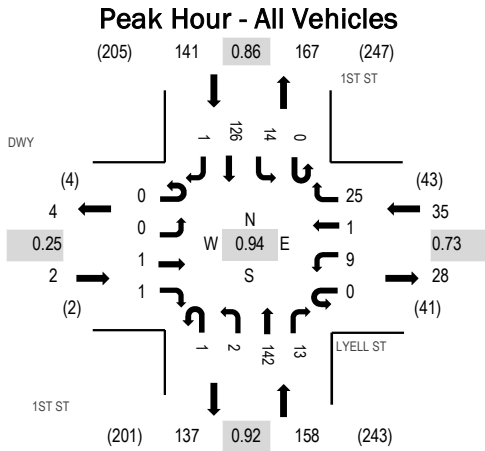 Peak Hour - All Vehicles
(205) 141 0.86 167 (247)
1ST ST
1 126 14 0
DWY
(4) (43)
4 0 25 35
0 N 1
0.25 W 0.94 E 0.73
1 S 9
2 1 0 28
(2) (41)
1 2 142 13
LYELL ST
1ST ST
(201) 137 0.92 158 (243)